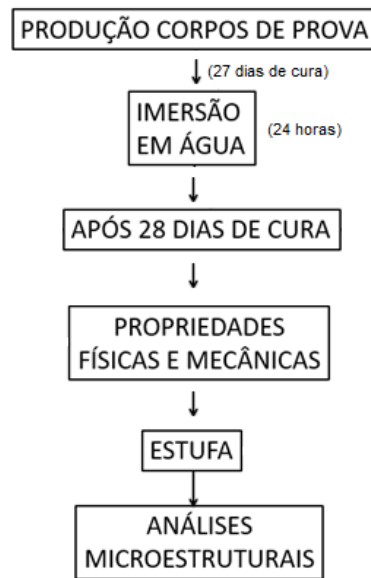 PRODUÇÃO CORPOS DE PROVA
(27 dias de cura)
IMERSÃO
EM ÁGUA
(24 horas)
APÓS 28 DIAS DE CURA
PROPRIEDADES
FÍSICAS E MECÂNICAS
ESTUFA
ANÁLISES
MICROESTRUTURAIS